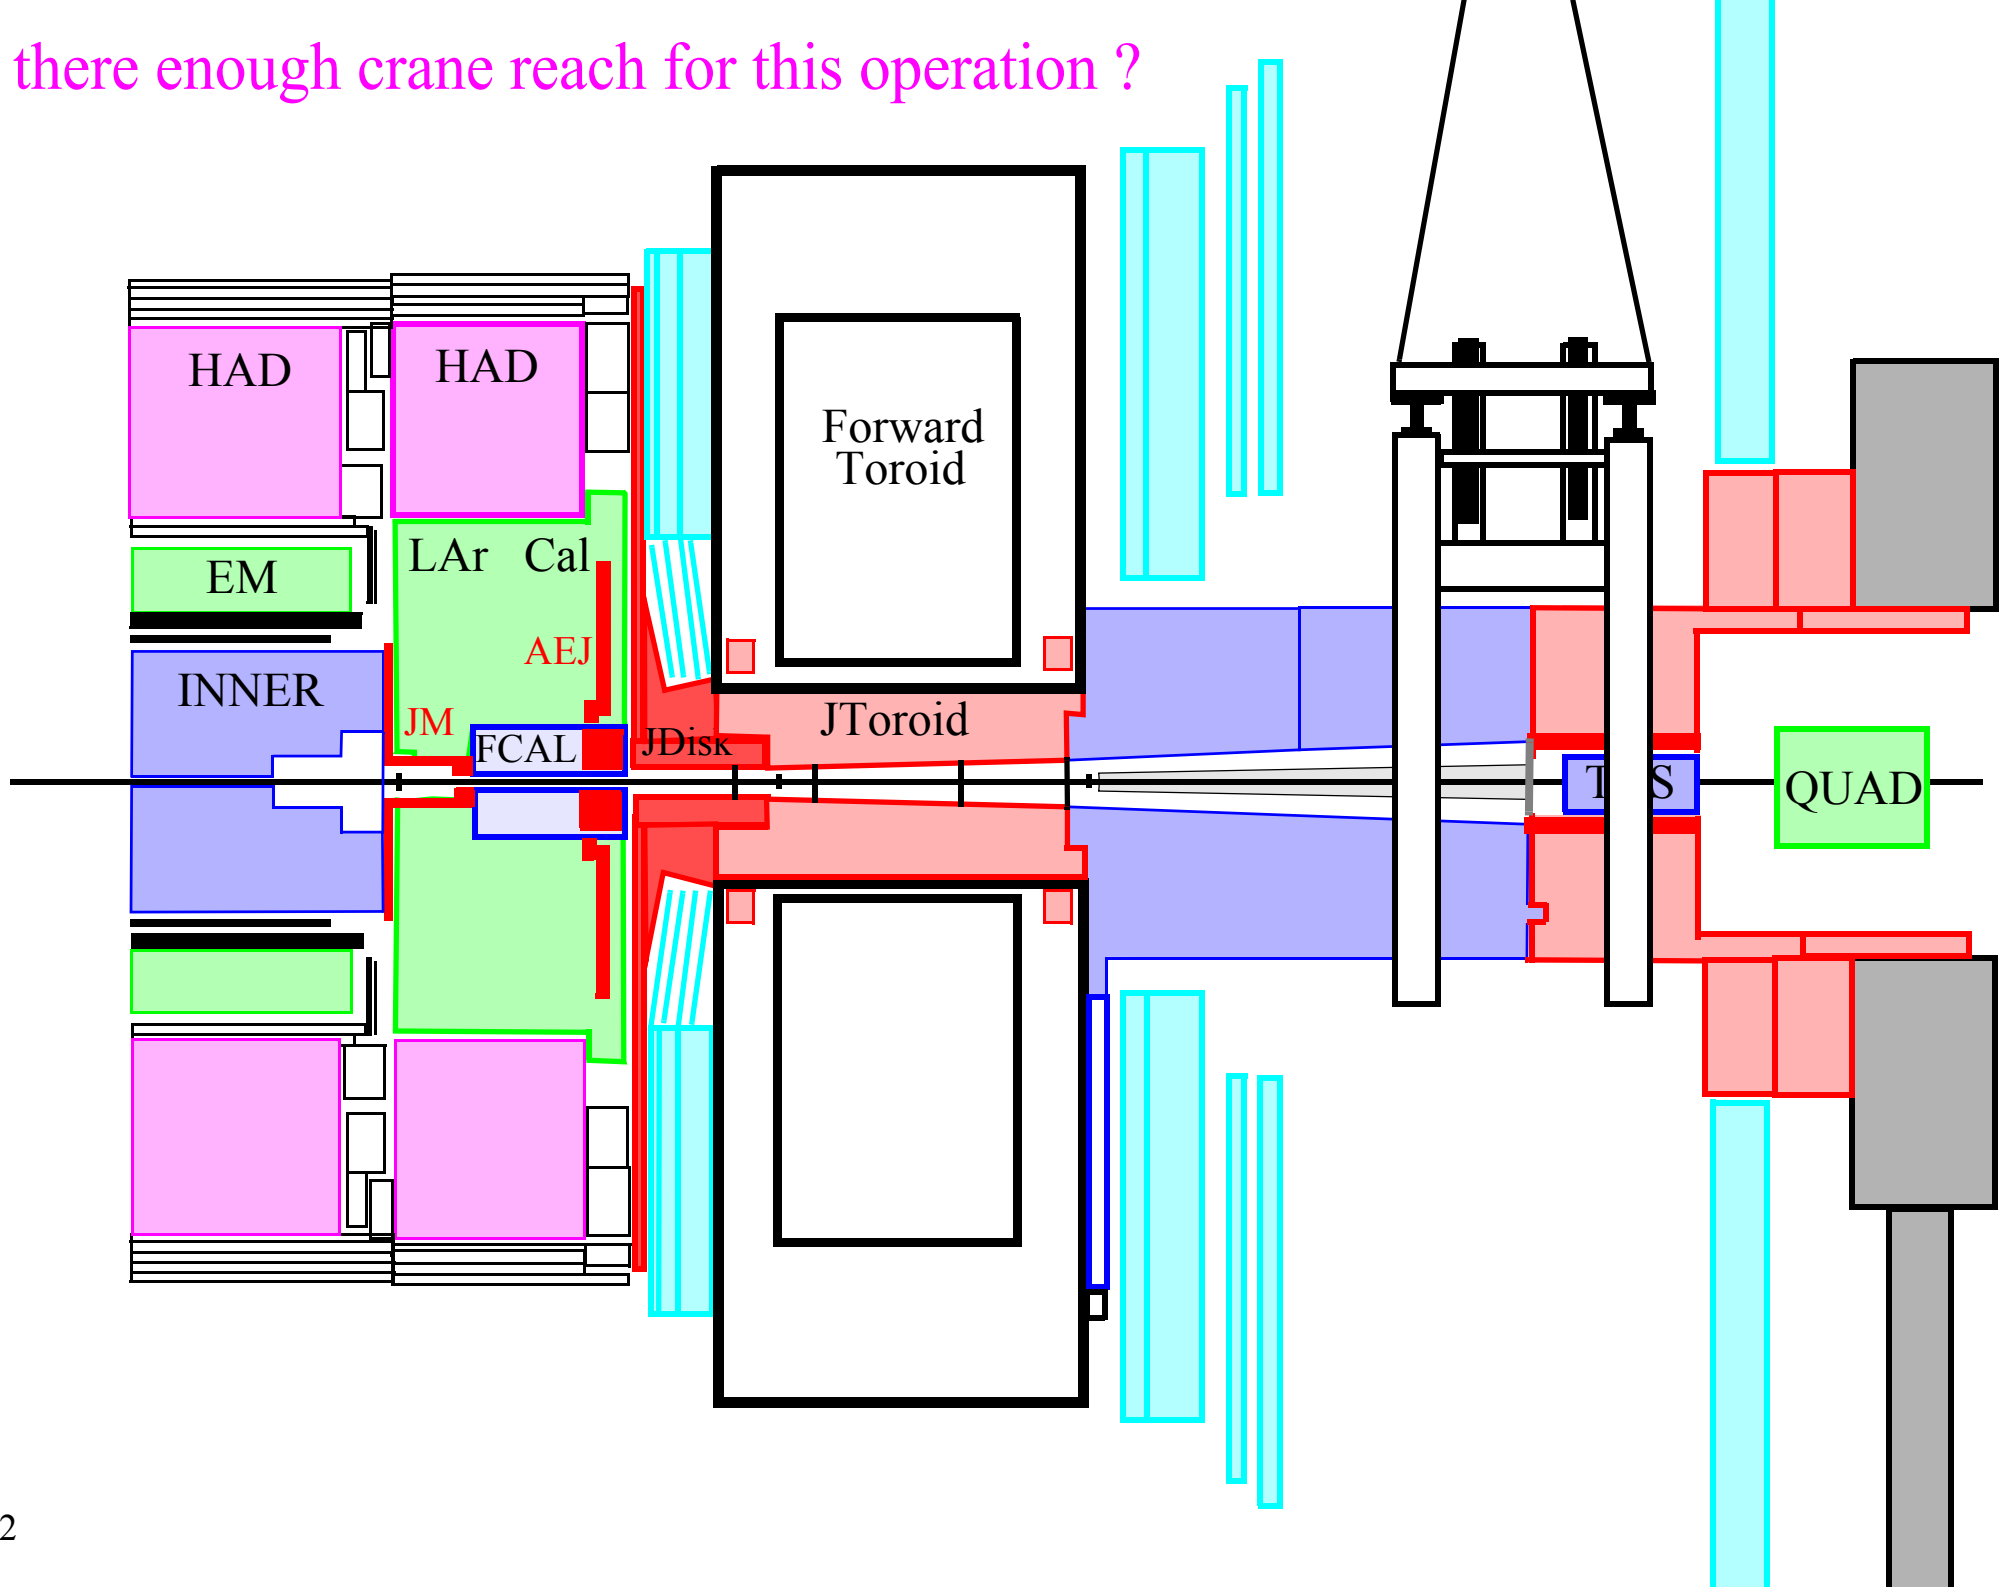 there enough crane reach for this operation ?
HAD
HAD
Forward
Toroid
LAr Cal
EM
AEJ
INNER
JM
JToroid
FCAL
JDisk
QUAD
2